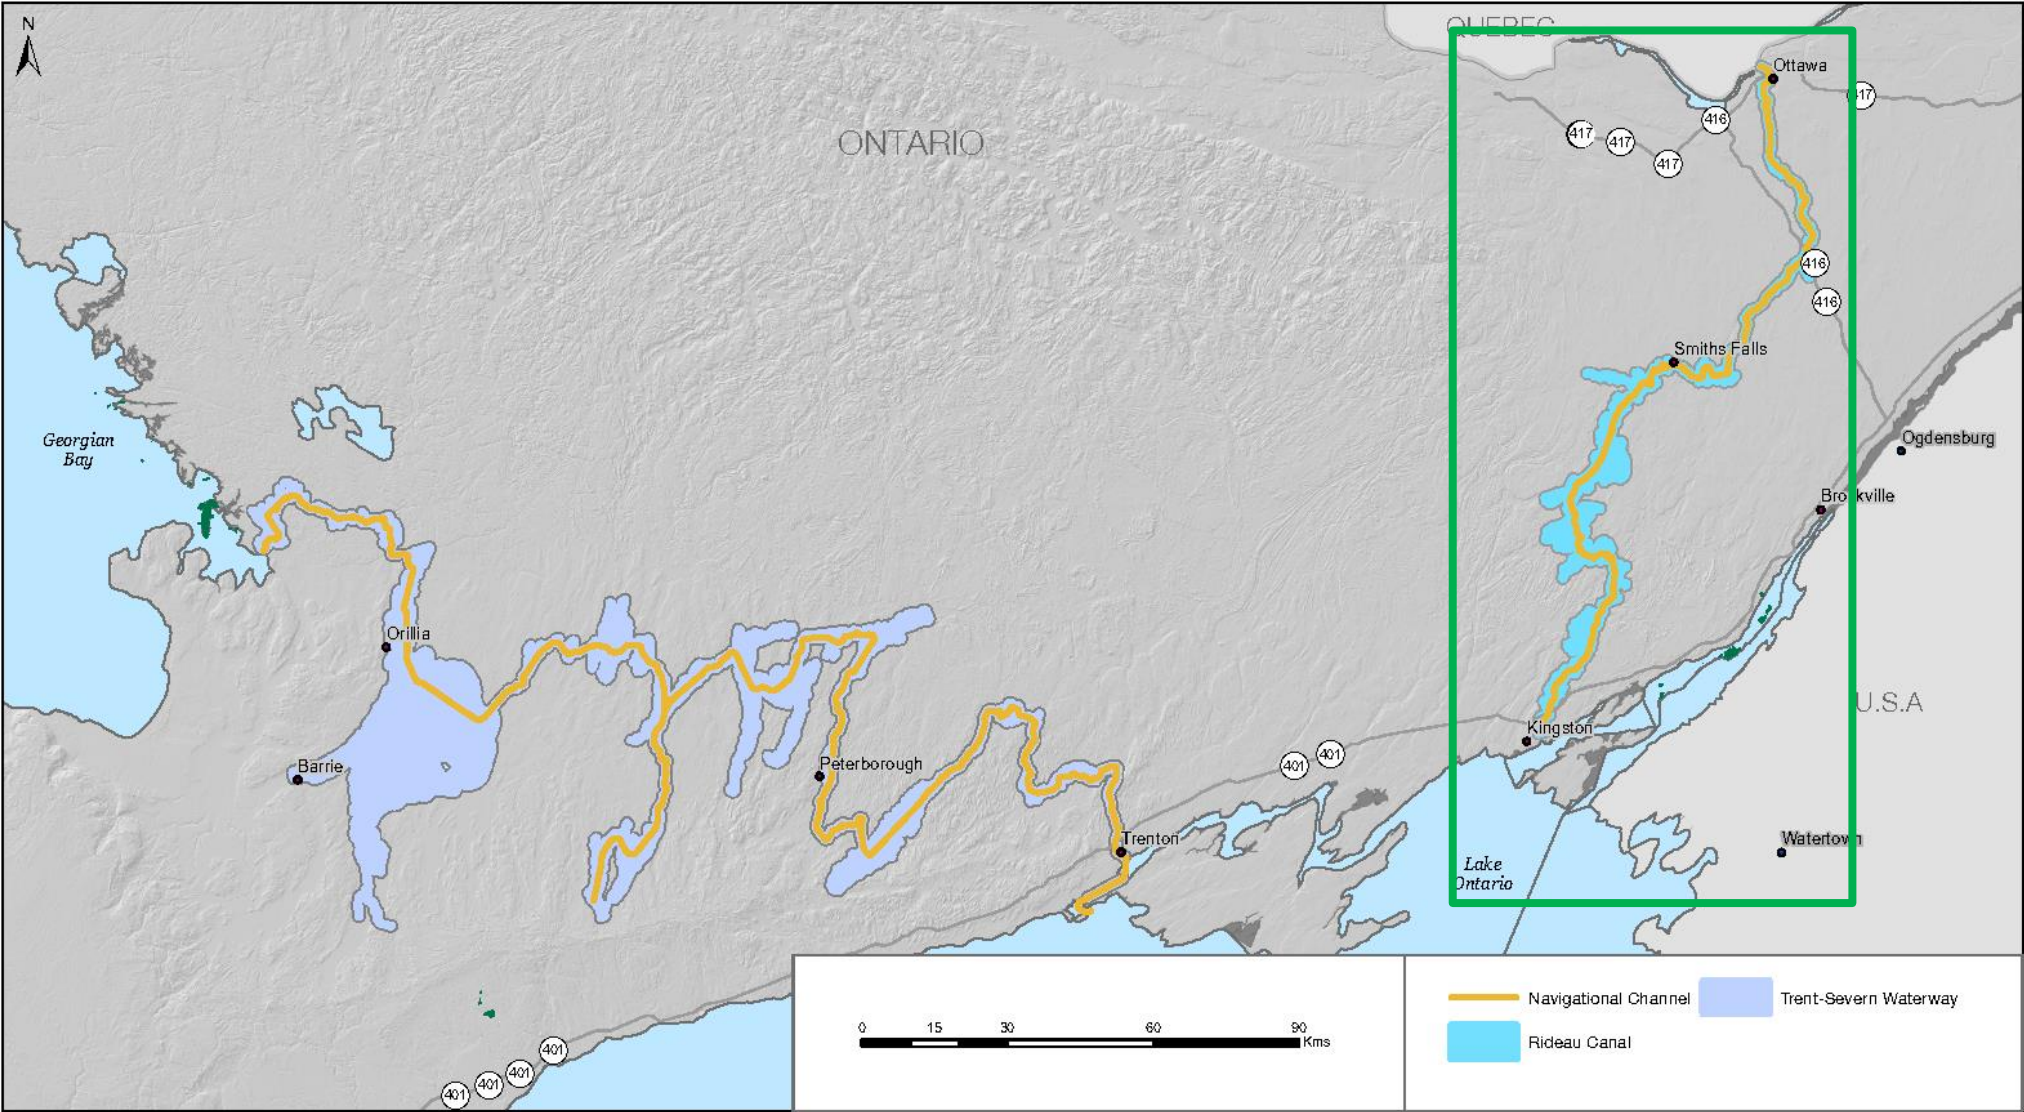 N
QUEBEC
Ottawa
417
416
417
417
417
ONTARIO
416
416
Smiths Falls
Georgian
Bay
Ogdensburg
Brockville
Orillia
U.S.A
Kingston
401
401
Barrie
Peterborough
Trenton
Watertown
Lake
Ontario
401
401
401
401
0 15 30 60 90
Kms
Navigational Channel
Trent-Severn Waterway
Rideau Canal